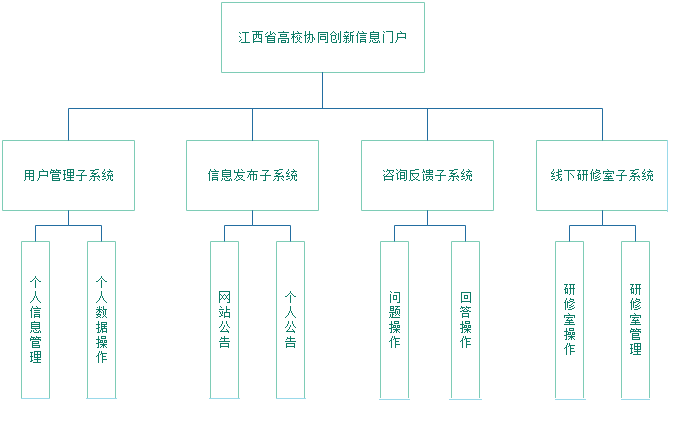 江西省高校协同创新信息门户
用户管理子系统
信息发布子系统
咨询反馈子系统
线下研修室子系统
个人信息管理
个人数据操作
网站公告
个人公告
问题操作
回答操作
研修室操作
研修室管理